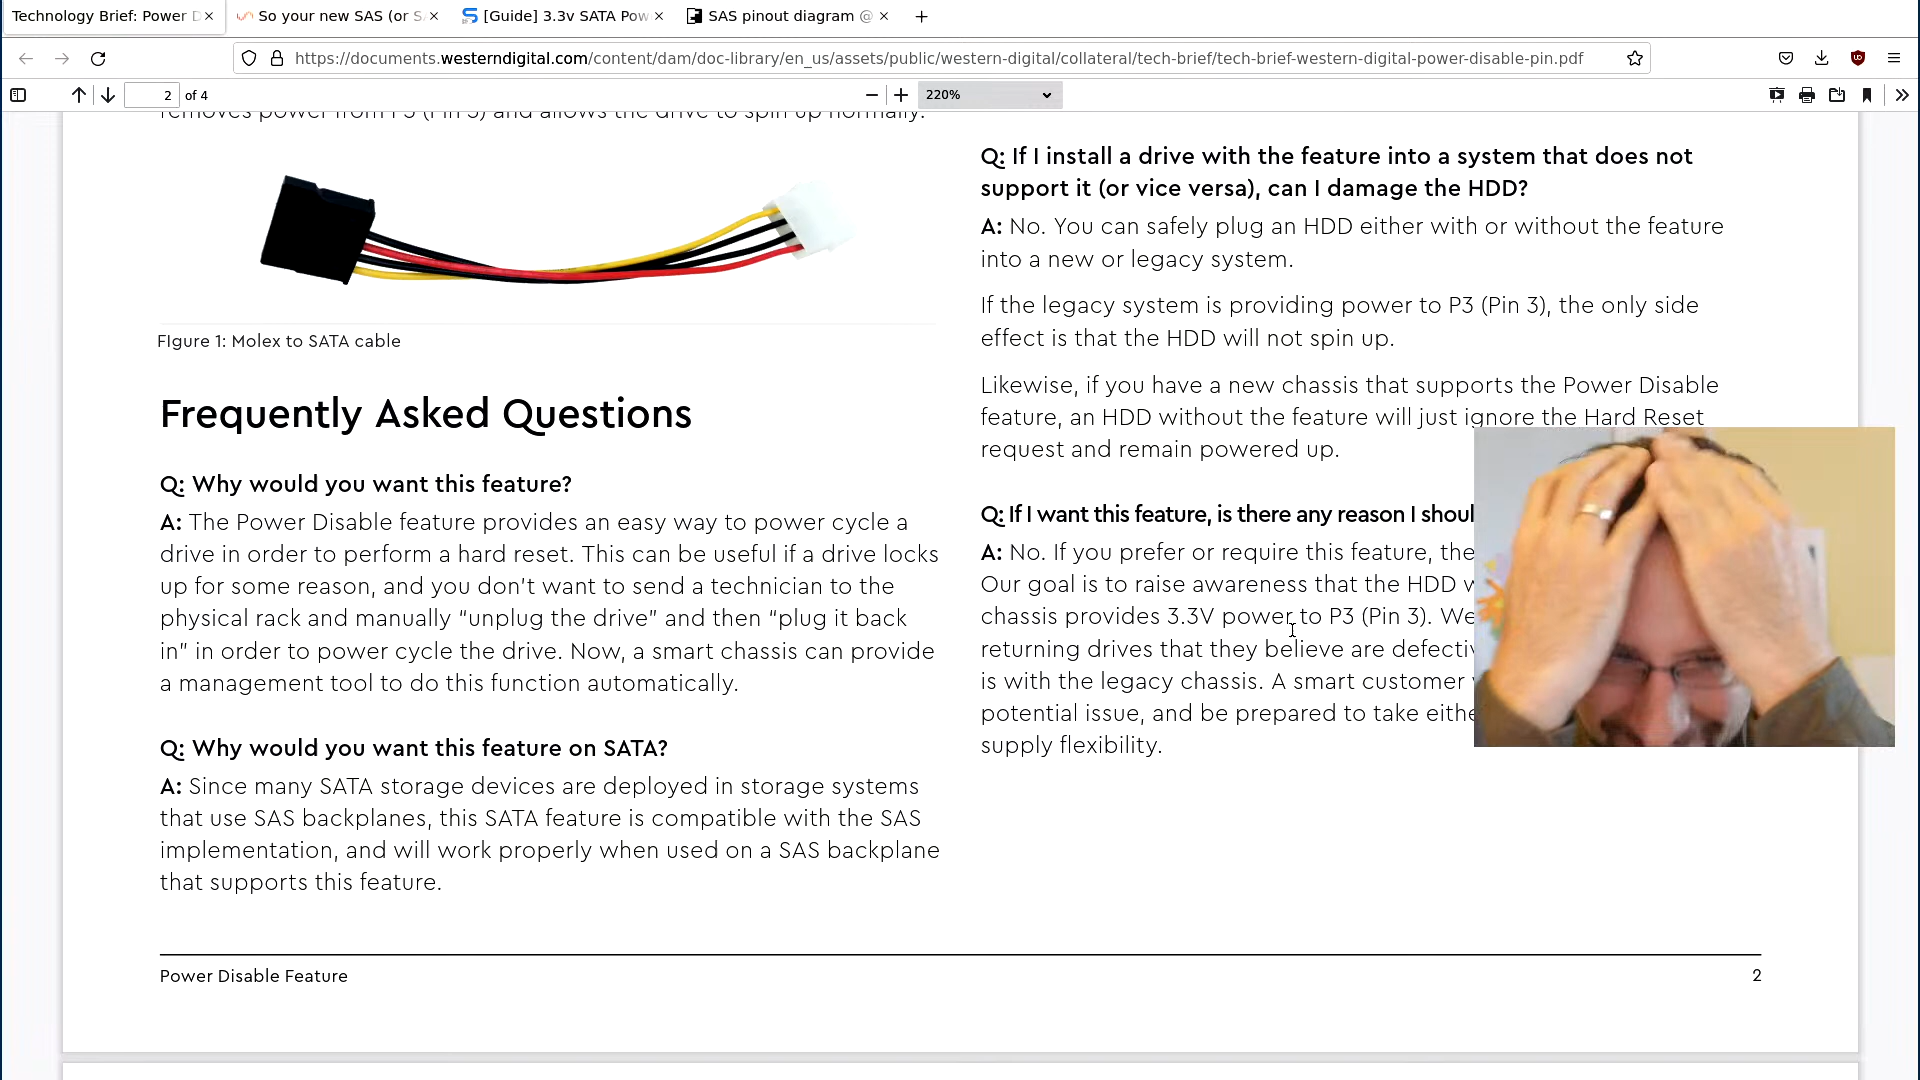 Technology Brief: Power D
So your new SAS (or SA
[Guide] 3.3v SATA Pow
SAS pinout diagram @
https://documents.westerndigital.com/content/dam/doc-library/en_us/assets/public/western-digital/collateral/tech-brief/tech-brief-western-digital-power-disable-pin.pdf
2 of 4
220%
removes power from P3 (Pin 3) and allows the drive to spin up normally.
FIgure 1: Molex to SATA cable
Frequently Asked Questions
Q: Why would you want this feature?
A: The Power Disable feature provides an easy way to power cycle a
drive in order to perform a hard reset. This can be useful if a drive locks
up for some reason, and you don’t want to send a technician to the
physical rack and manually “unplug the drive” and then “plug it back
in” in order to power cycle the drive. Now, a smart chassis can provide
a management tool to do this function automatically.
Q: Why would you want this feature on SATA?
A: Since many SATA storage devices are deployed in storage systems
that use SAS backplanes, this SATA feature is compatible with the SAS
implementation, and will work properly when used on a SAS backplane
that supports this feature.
Q: If I install a drive with the feature into a system that does not
support it (or vice versa), can I damage the HDD?
A: No. You can safely plug an HDD either with or without the feature
into a new or legacy system.
If the legacy system is providing power to P3 (Pin 3), the only side
effect is that the HDD will not spin up.
Likewise, if you have a new chassis that supports the Power Disable
feature, an HDD without the feature will just ignore the Hard Reset
request and remain powered up.
Q: If I want this feature, is there any reason I shoul
A: No. If you prefer or require this feature, the
Our goal is to raise awareness that the HDD w
chassis provides 3.3V power to P3 (Pin 3). We
returning drives that they believe are defectiv
is with the legacy chassis. A smart customer
potential issue, and be prepared to take eithe
supply flexibility.
Power Disable Feature
2